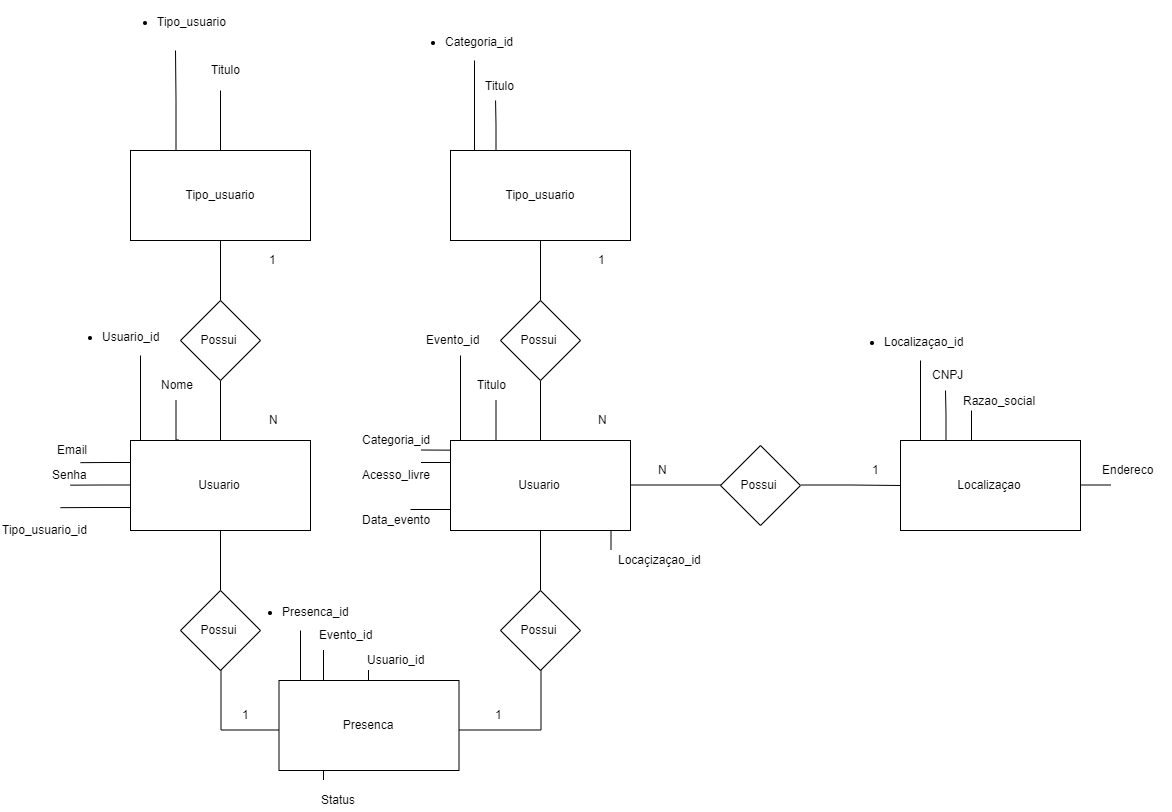 Tipo_usuario
Titulo
Categoria_id
Titulo
Tipo_usuario
Tipo_usuario
1
1
Possui
Possui
Usuario_id
Nome
N
Evento_id
Titulo
N
Localizaçao_id
CNPJ
Razao_social
Email
Senha
Tipo_usuario_id
Usuario
Categoria_id
Acesso_livre
Data_evento
Usuario
Locaçizaçao_id
N
Possui
1
Localizaçao
Endereco
Possui
Possui
Presenca_id
Evento_id
Usuario_id
1
1
Presenca
Status